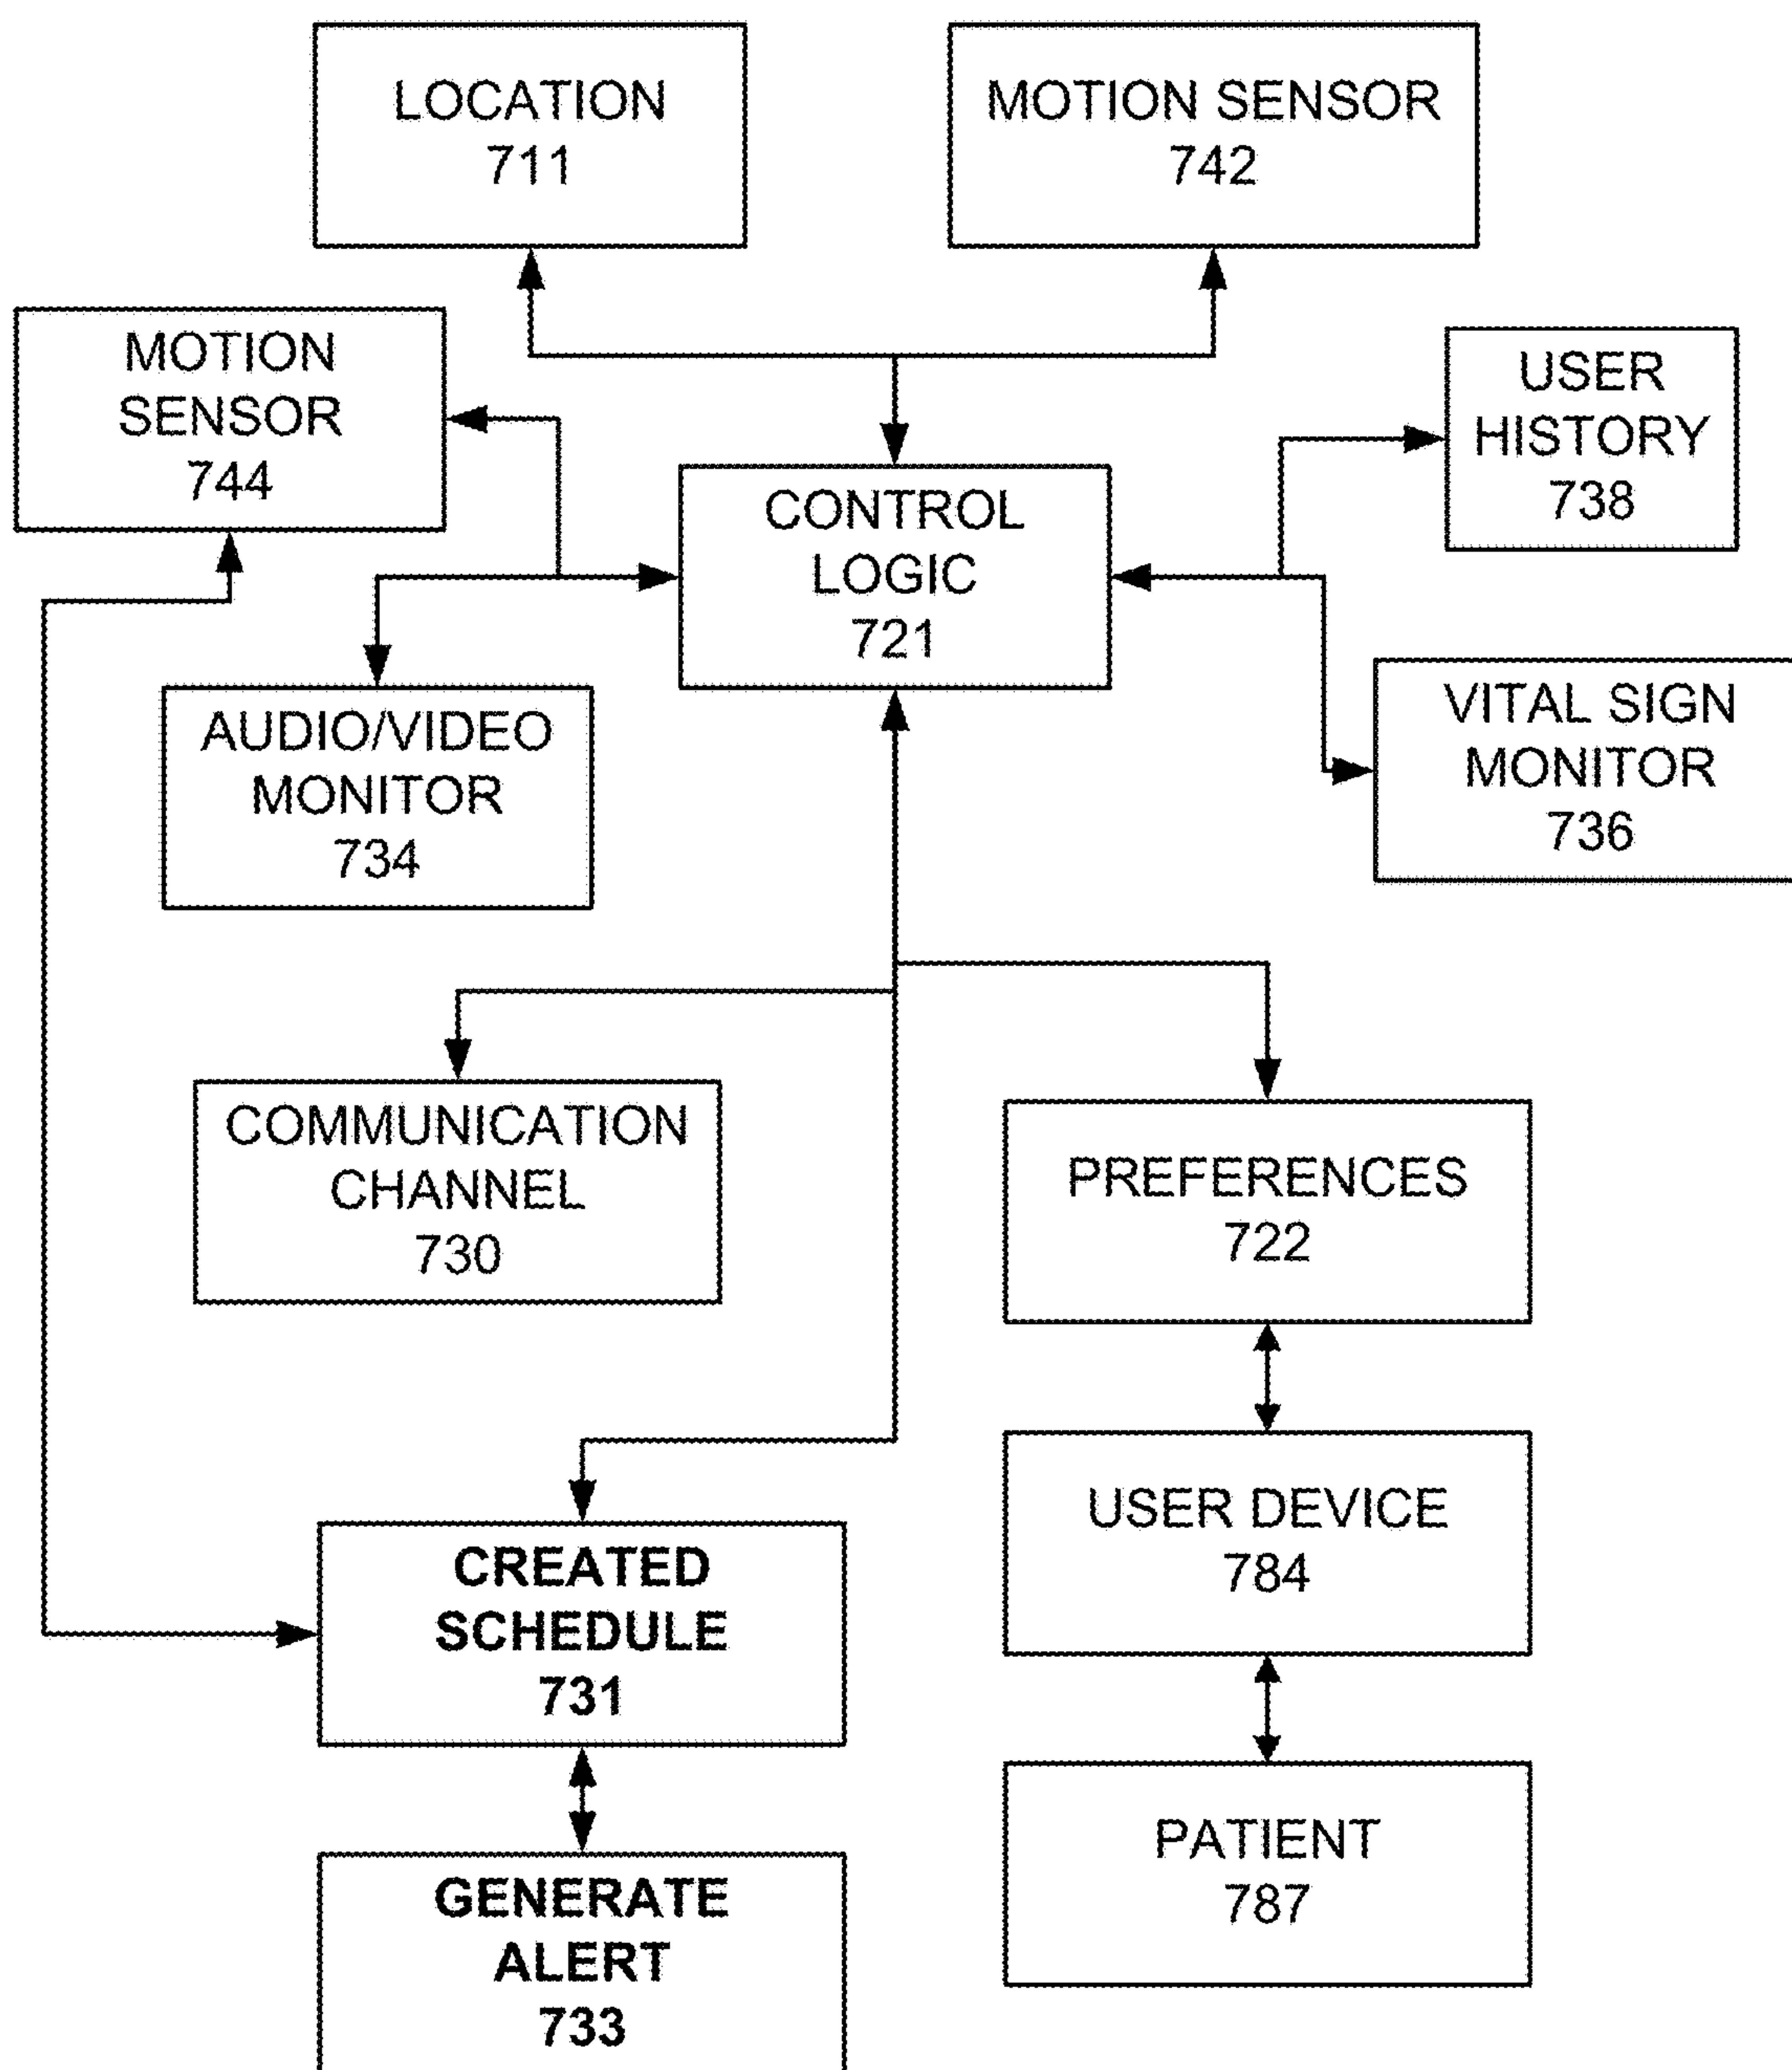 LOCATION
711
MOTION SENSOR
742
MOTION
SENSOR
744
USER
HISTORY
738
CONTROL
LOGIC
721
AUDIO/VIDEO
MONITOR
734
VITAL SIGN
MONITOR
736
COMMUNICATION
CHANNEL
730
PREFERENCES
722
USER DEVICE
784
CREATED
SCHEDULE
731
PATIENT
787
GENERATE
ALERT
733